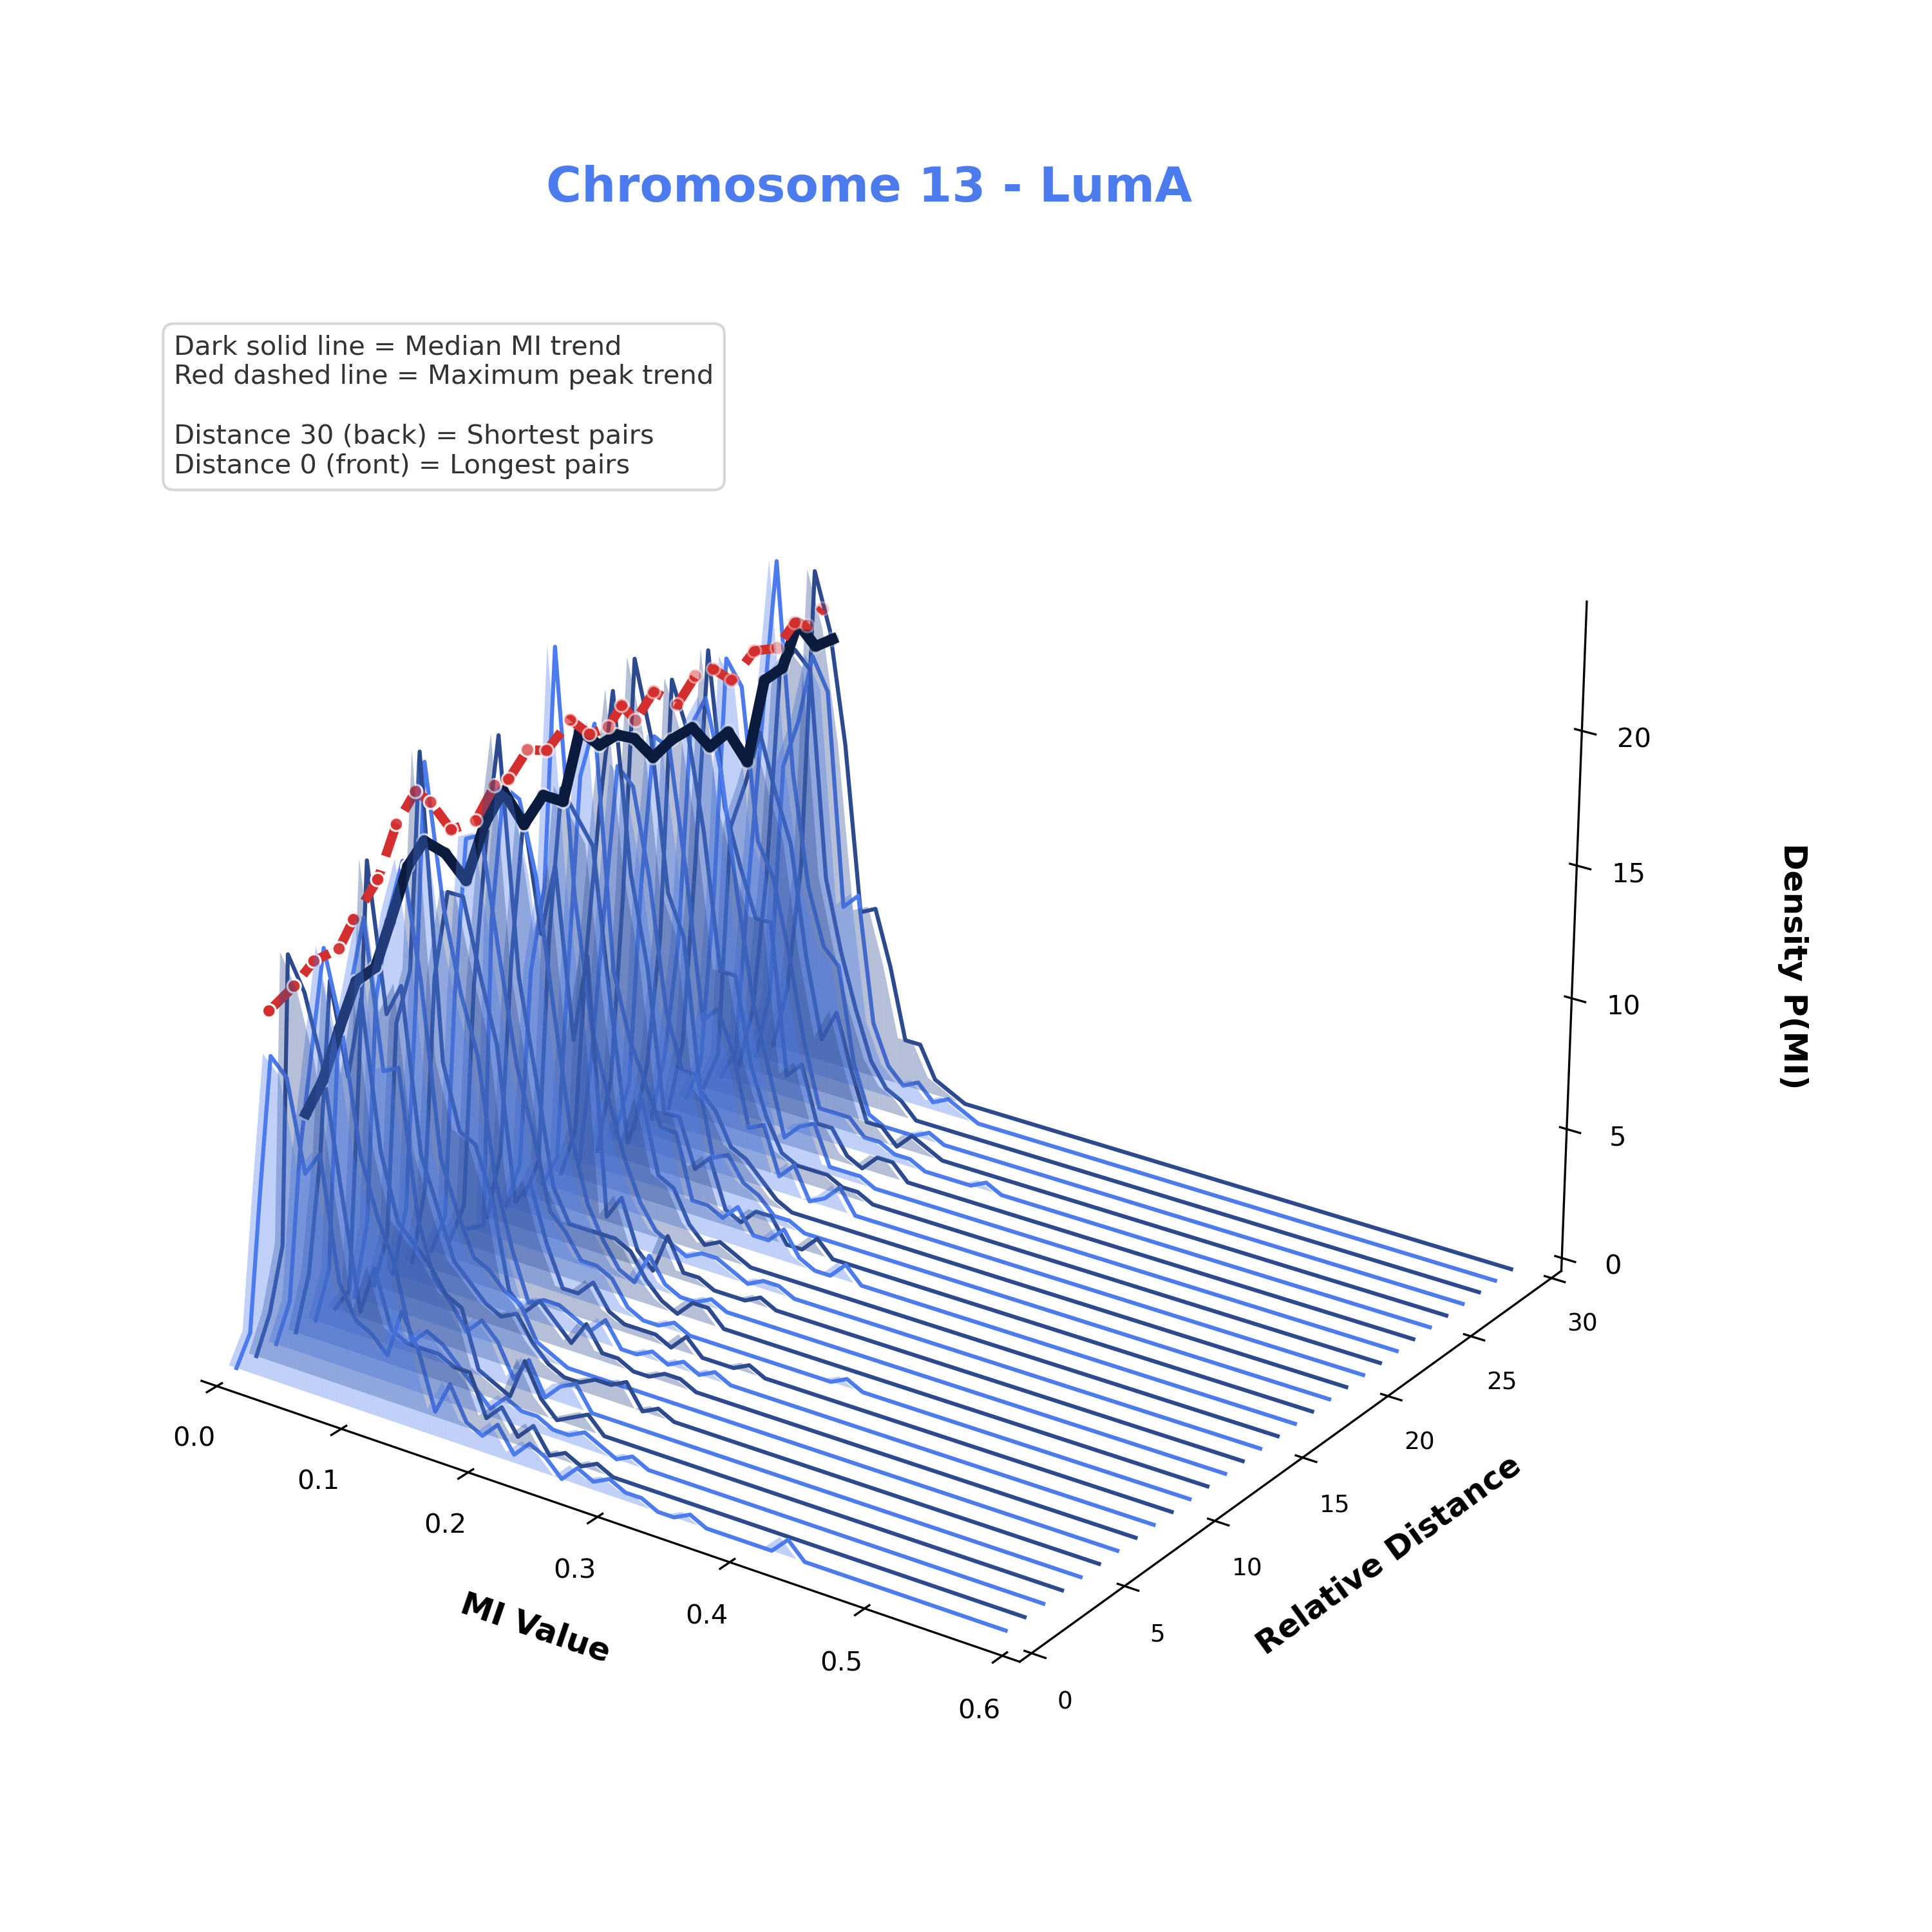 Chromosome 13 - LumA
Dark solid line = Median MI trend
Red dashed line = Maximum peak trend
Distance 30 (back) = Shortest pairs
Distance 0 (front) = Longest pairs
20
15
10
5
0
Density P(MI)
30
25
20
15
10
5
0
Relative Distance
0.0
0.1
0.2
0.3
0.4
0.5
0.6
MI Value